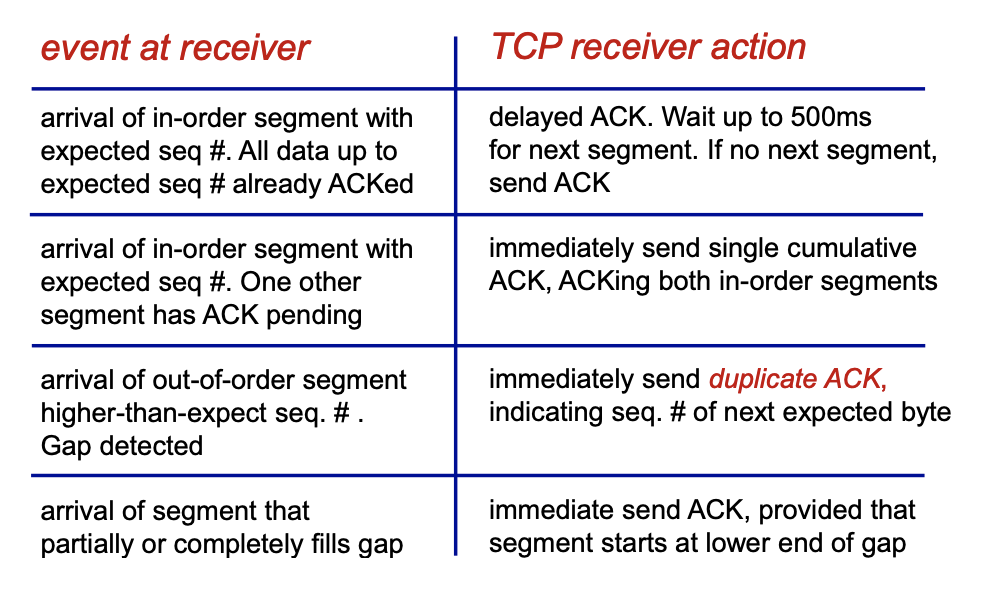 event at receiver
TCP receiver action
arrival of in-order segment with
expected seq #. All data up to
expected seq # already ACKed
delayed ACK. Wait up to 500ms
for next segment. If no next segment,
send ACK
arrival of in-order segment with
expected seq #. One other
segment has ACK pending
immediately send single cumulative
ACK, ACKing both in-order segments
arrival of out-of-order segment
higher-than-expect seq. # .
Gap detected
immediately send duplicate ACK,
indicating seq. # of next expected byte
arrival of segment that
partially or completely fills gap
immediate send ACK, provided that
segment starts at lower end of gap